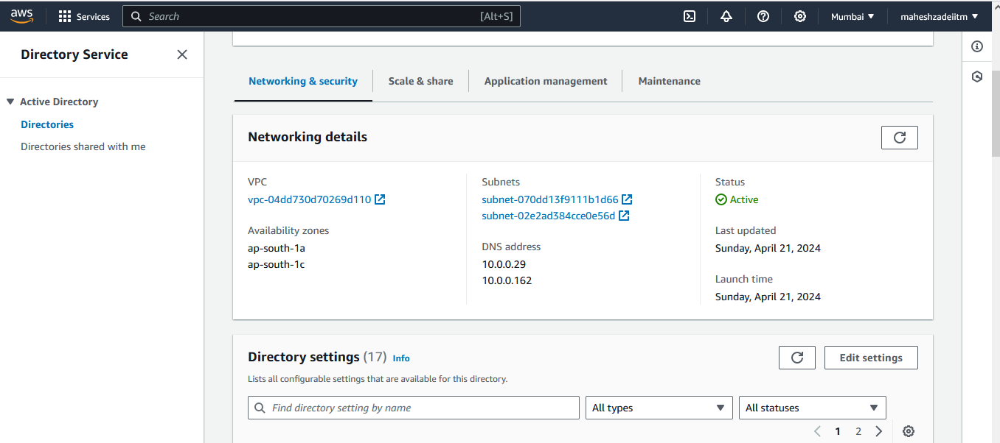 aws
Services
Search
[Alt+S]
Mumbai
maheshzadeiitm
Directory Service
Active Directory
Directories
Directories shared with me
Networking & security
Scale & share
Application management
Maintenance
Networking details
VPC
vpc-04dd730d70269d110
Availability zones
ap-south-1a
ap-south-1c
Subnets
subnet-070dd13f9111b1d66
subnet-02e2ad384cce0e56d
DNS address
10.0.0.29
10.0.0.162
Status
Active
Last updated
Sunday, April 21, 2024
Launch time
Sunday, April 21, 2024
Directory settings (17) Info
Edit settings
Lists all configurable settings that are available for this directory.
Find directory setting by name
All types
All statuses
1 2